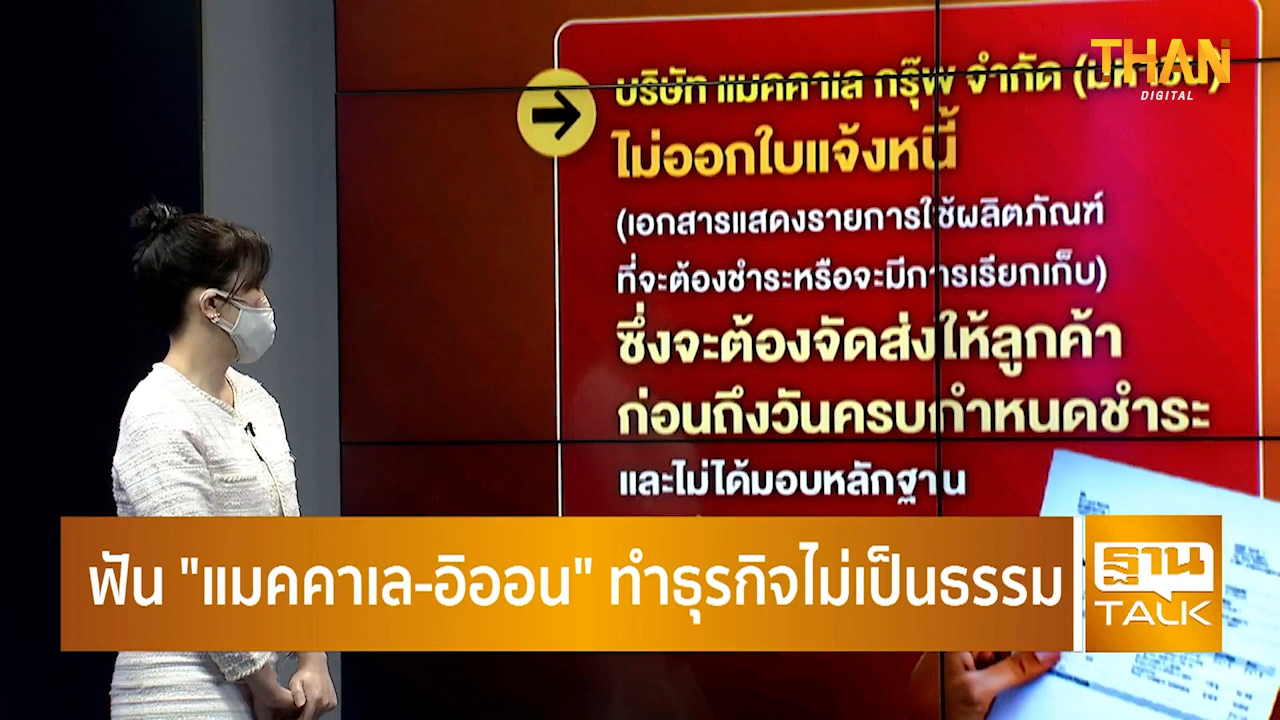 THAN
DIGITAL
บริษัท แมคคาเล กรุ๊พ จำกัด
ไม่ออกใบแจ้งหนี้
(เอกสารแสดงรายการใช้ผลิตภัณฑ์
ที่จะต้องชำระหรือจะมีการเรียกเก็บ)
ซึ่งจะต้องจัดส่งให้ลูกค้า
ก่อนถึงวันครบกำหนดชำระ
และไม่ได้มอบหลักฐาน
ฟัน "แมคคาเล-อิออน" ทำธุรกิจไม่เป็นธรรม
ฐาน
TALK